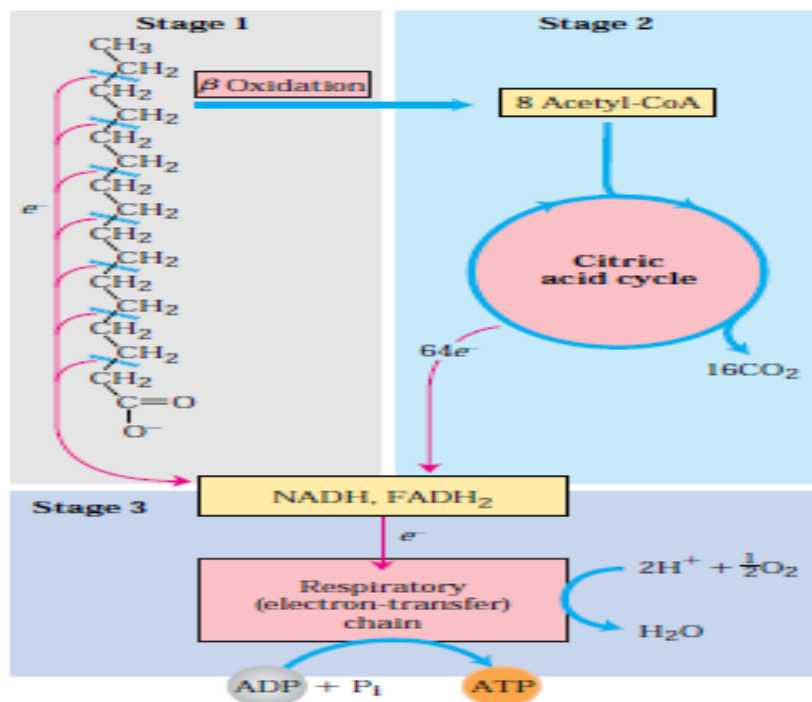 Stage 1
CH₃
CH₂
CH₂
CH₂
CH₂
CH₂
CH₂
CH₂
CH₂
CH₂
CH₂
CH₂
CH₂
CH₂
CH₂
C=O
O⁻
e⁻
β Oxidation
Stage 2
8 Acetyl-CoA
Citric
acid cycle
64e⁻
16CO₂
Stage 3
NADH, FADH₂
e⁻
Respiratory
(electron-transfer)
chain
2H⁺ + ½O₂
H₂O
ADP + Pᵢ
ATP